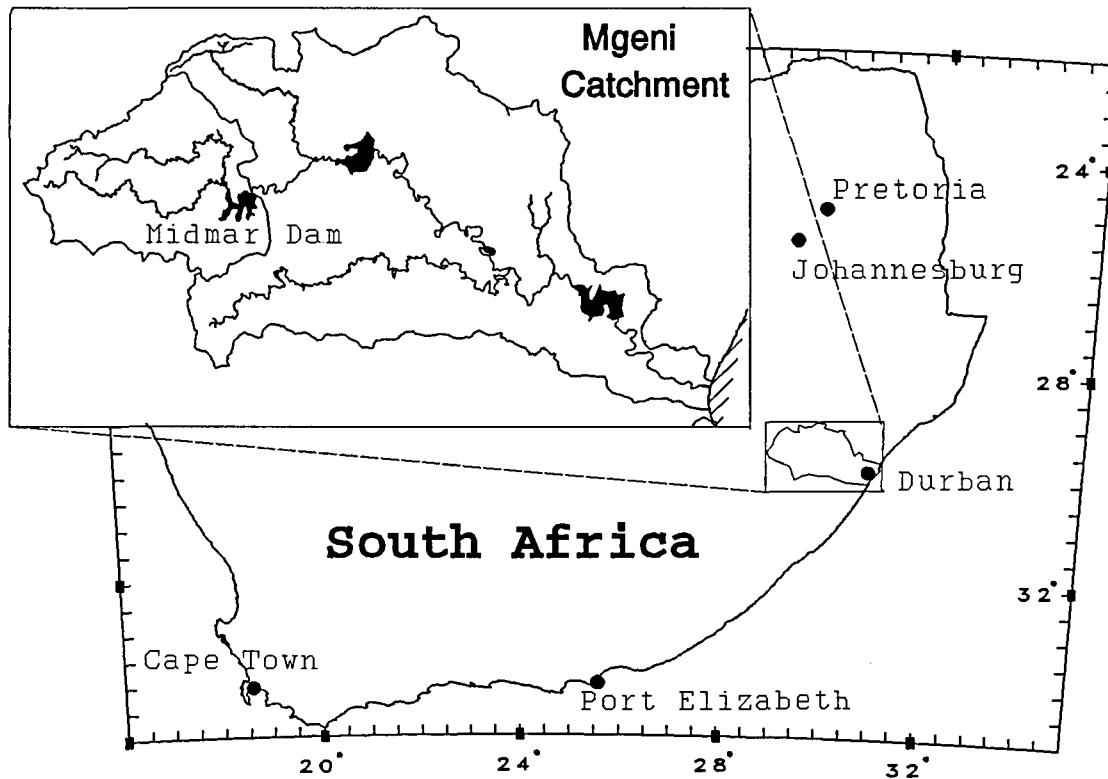 Mgeni
Catchment
Midmar Dam
24°
Pretoria
Johannesburg
28°
Durban
South Africa
32°
Cape Town
Port Elizabeth
20°
24°
28°
32°